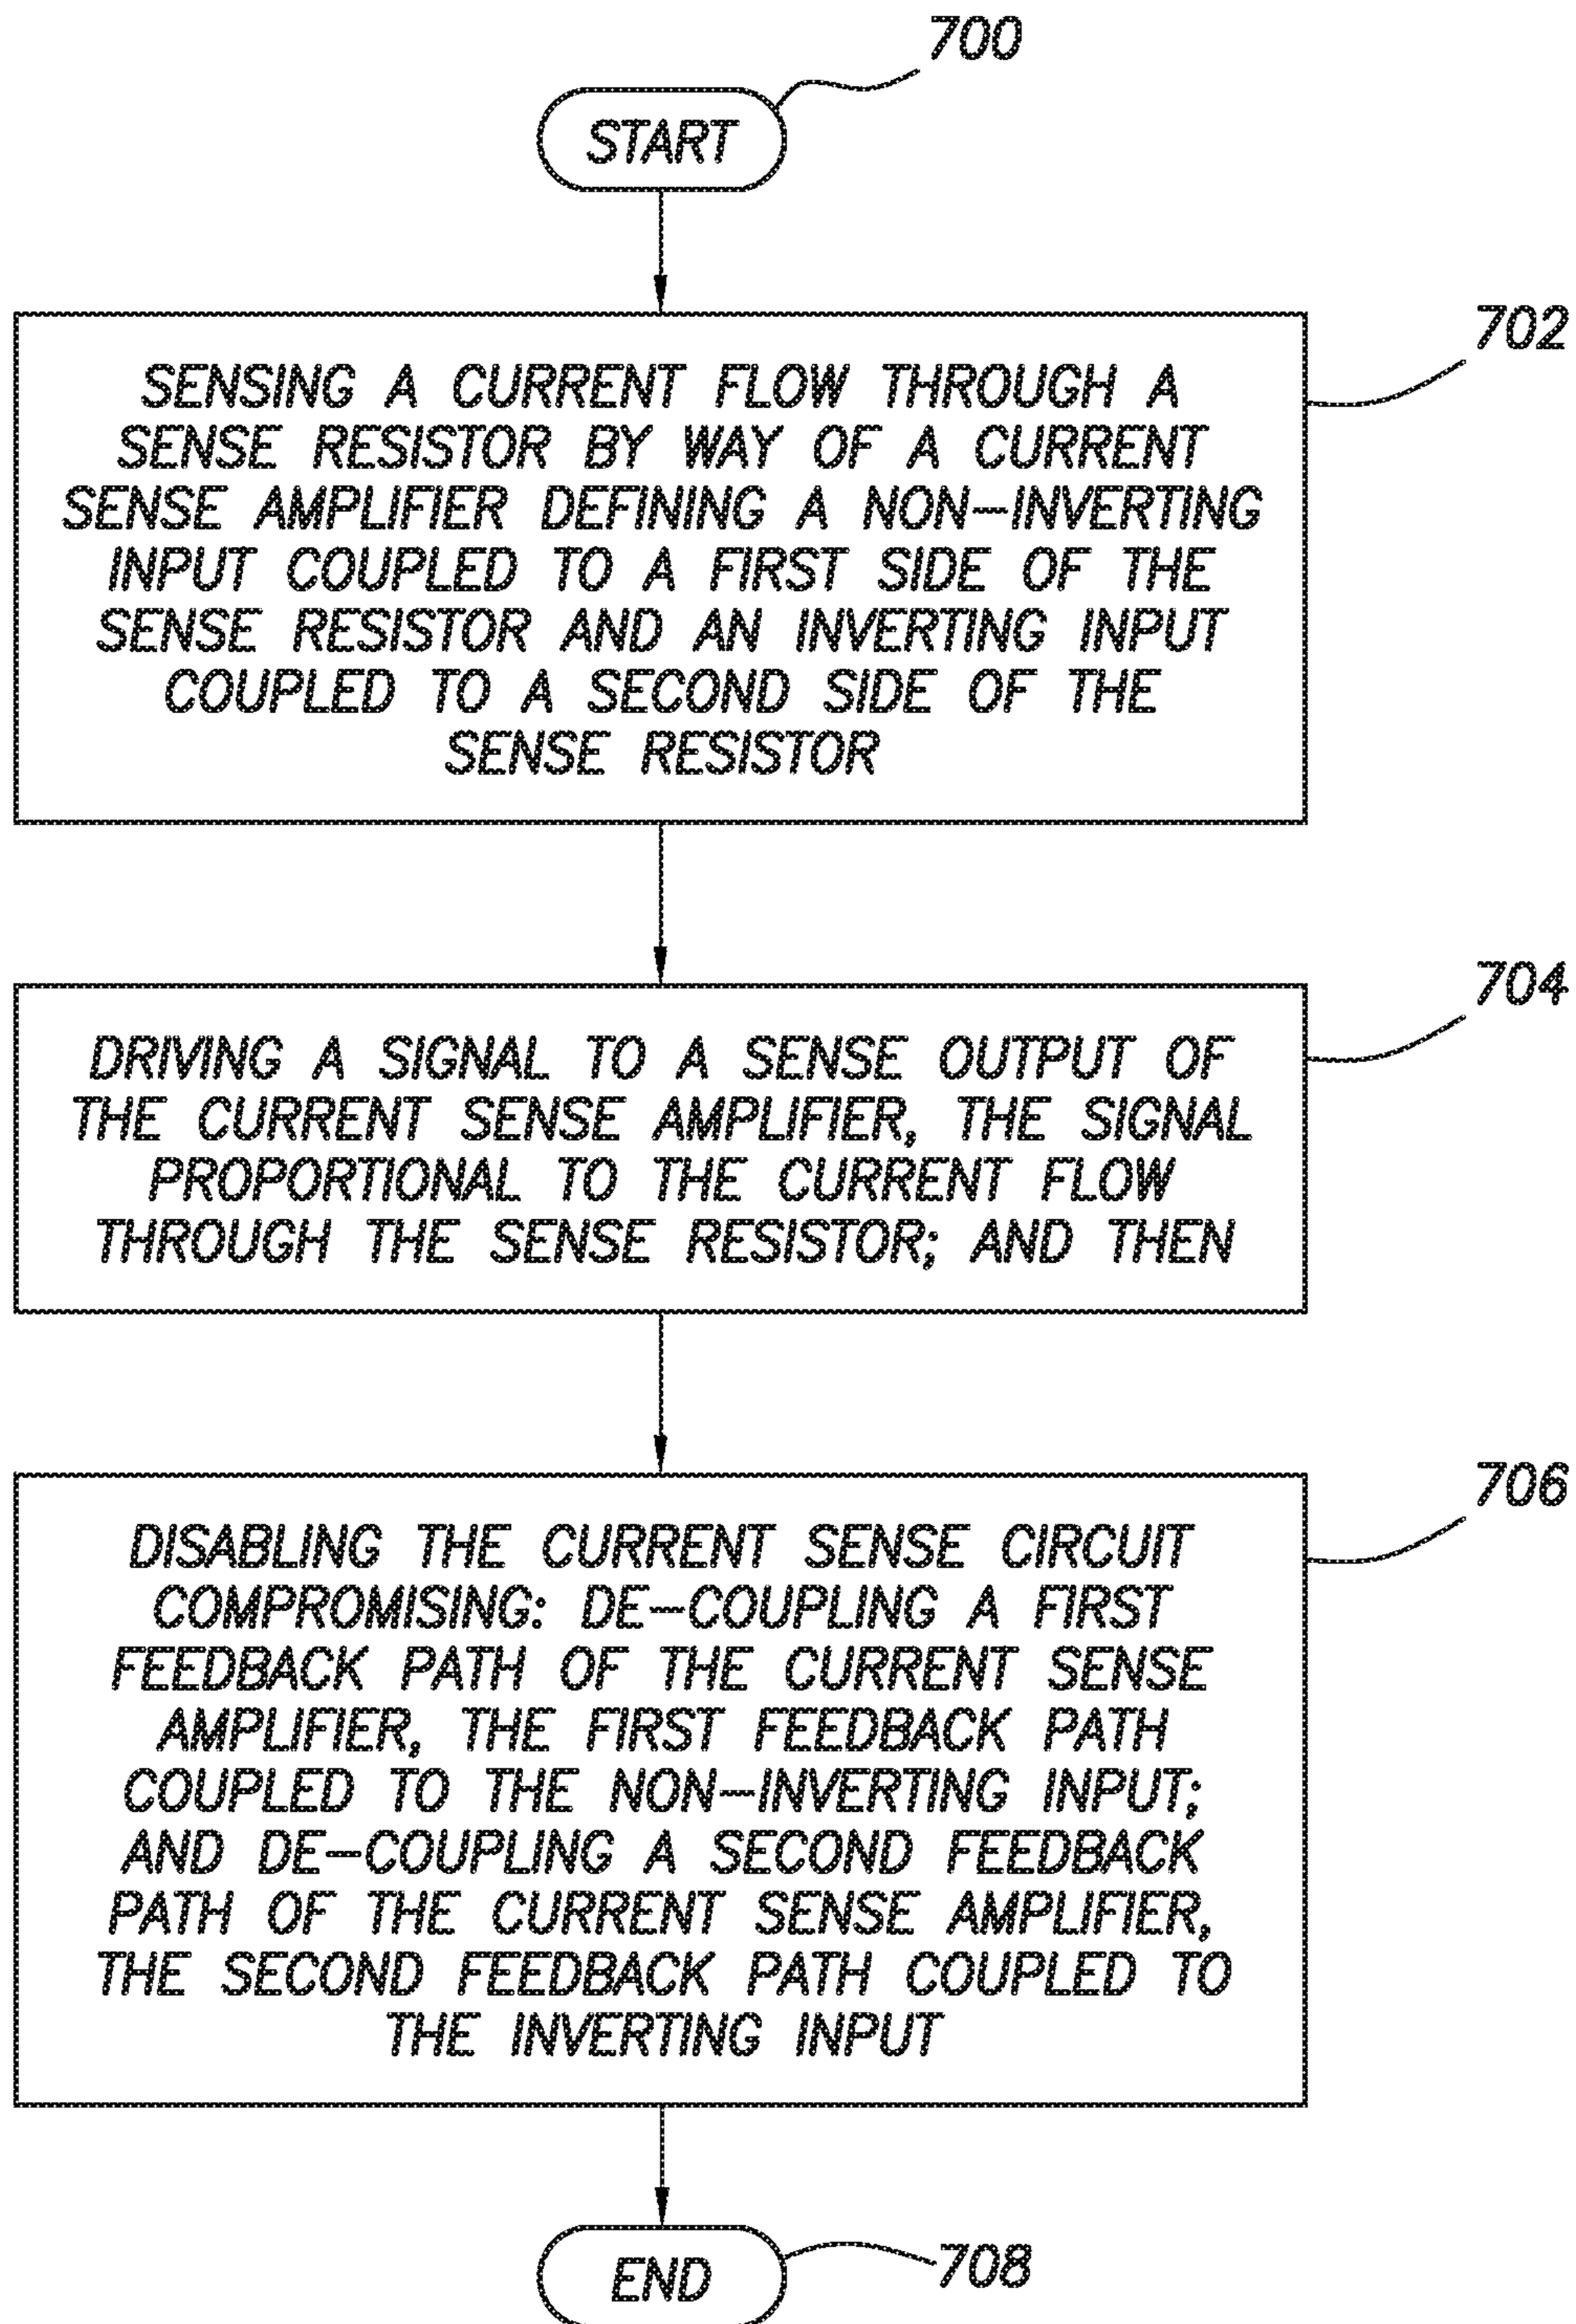 700
START
702
SENSING A CURRENT FLOW THROUGH A
SENSE RESISTOR BY WAY OF A CURRENT
SENSE AMPLIFIER DEFINING A NON-INVERTING
INPUT COUPLED TO A FIRST SIDE OF THE
SENSE RESISTOR AND AN INVERTING INPUT
COUPLED TO A SECOND SIDE OF THE
SENSE RESISTOR
704
DRIVING A SIGNAL TO A SENSE OUTPUT OF
THE CURRENT SENSE AMPLIFIER, THE SIGNAL
PROPORTIONAL TO THE CURRENT FLOW
THROUGH THE SENSE RESISTOR; AND THEN
706
DISABLING THE CURRENT SENSE CIRCUIT
COMPROMISING: DE-COUPLING A FIRST
FEEDBACK PATH OF THE CURRENT SENSE
AMPLIFIER, THE FIRST FEEDBACK PATH
COUPLED TO THE NON-INVERTING INPUT;
AND DE-COUPLING A SECOND FEEDBACK
PATH OF THE CURRENT SENSE AMPLIFIER,
THE SECOND FEEDBACK PATH COUPLED TO
THE INVERTING INPUT
END
708